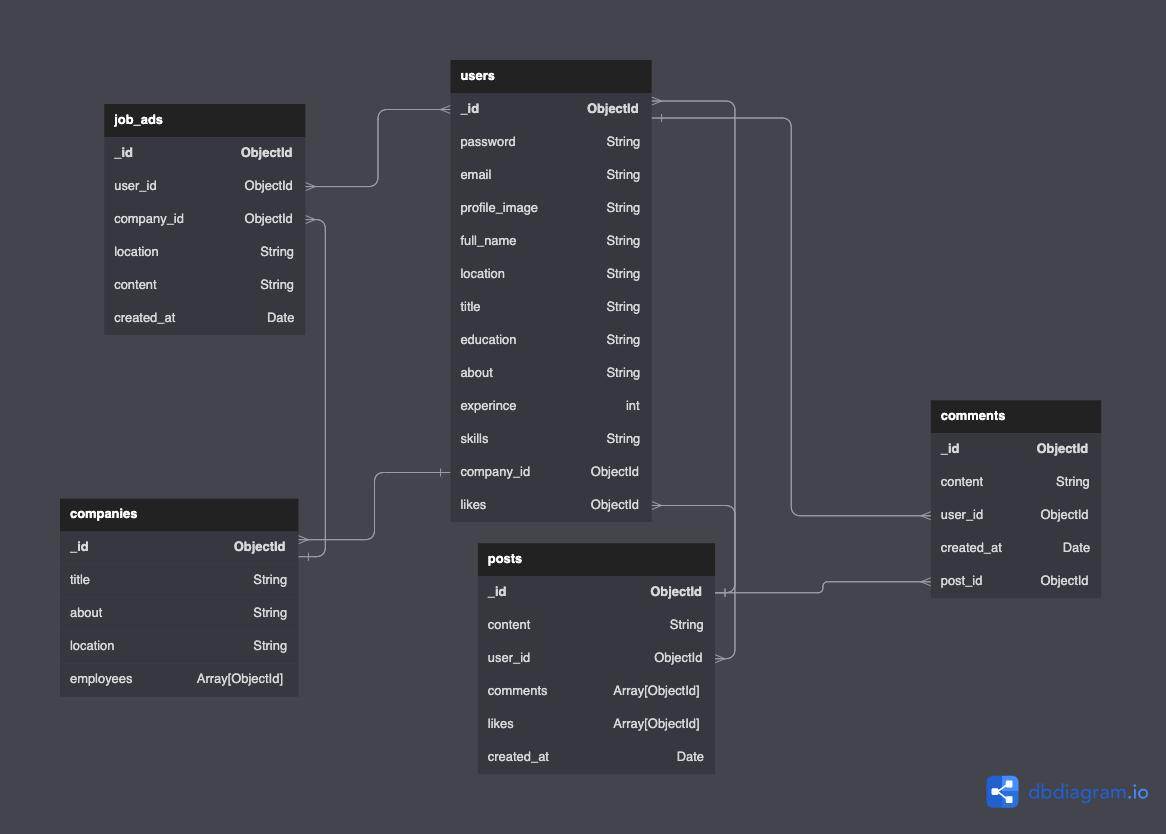 users
_id ObjectId
password String
email String
profile_image String
full_name String
location String
title String
education String
about String
experince int
skills String
company_id ObjectId
likes ObjectId
job_ads
_id ObjectId
user_id ObjectId
company_id ObjectId
location String
content String
created_at Date
comments
_id ObjectId
content String
user_id ObjectId
created_at Date
post_id ObjectId
companies
_id ObjectId
title String
about String
location String
employees Array[ObjectId]
posts
_id ObjectId
content String
user_id ObjectId
comments Array[ObjectId]
likes Array[ObjectId]
created_at Date
dbdiagram.io